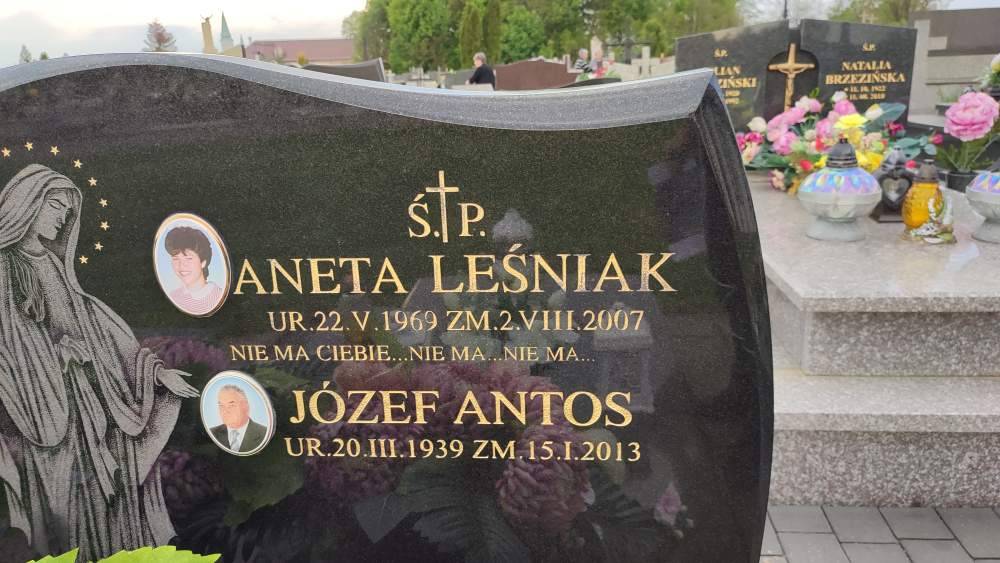 Ś.P.
ANETA LEŚNIAK
UR.22.V.1969 ZM.2.VIII.2007
NIE MA CIEBIE...NIE MA...NIE MA...
JÓZEF ANTOS
UR.20.III.1939 ZM.15.I.2013
Ś.P.
Ś.P.
NATALIA
BRZEZIŃSKA